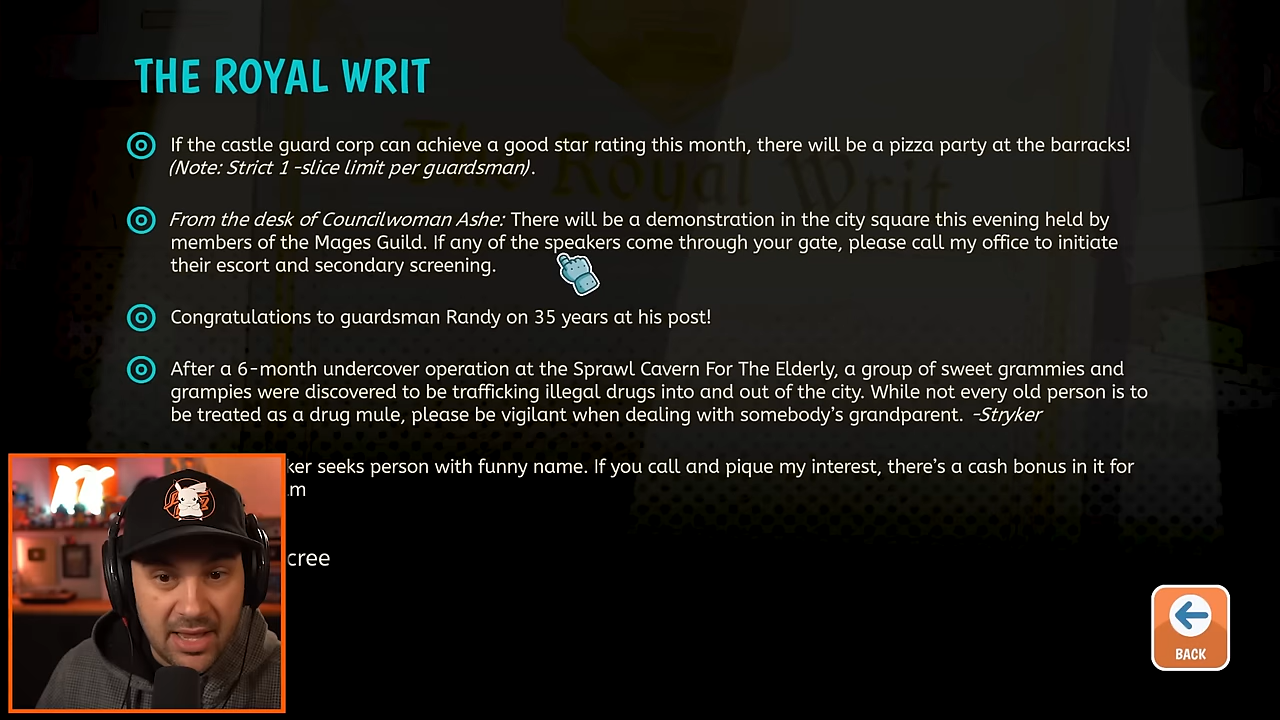 THE ROYAL WRIT
If the castle guard corp can achieve a good star rating this month, there will be a pizza party at the barracks!
(Note: Strict 1-slice limit per guardsman).
From the desk of Councilwoman Ashe: There will be a demonstration in the city square this evening held by
members of the Mages Guild. If any of the speakers come through your gate, please call my office to initiate
their escort and secondary screening.
Congratulations to guardsman Randy on 35 years at his post!
After a 6-month undercover operation at the Sprawl Cavern For The Elderly, a group of sweet grammies and
grampies were discovered to be trafficking illegal drugs into and out of the city. While not every old person is to
be treated as a drug mule, please be vigilant when dealing with somebody's grandparent. -Stryker
ker seeks person with funny name. If you call and pique my interest, there's a cash bonus in it for
cree
BACK